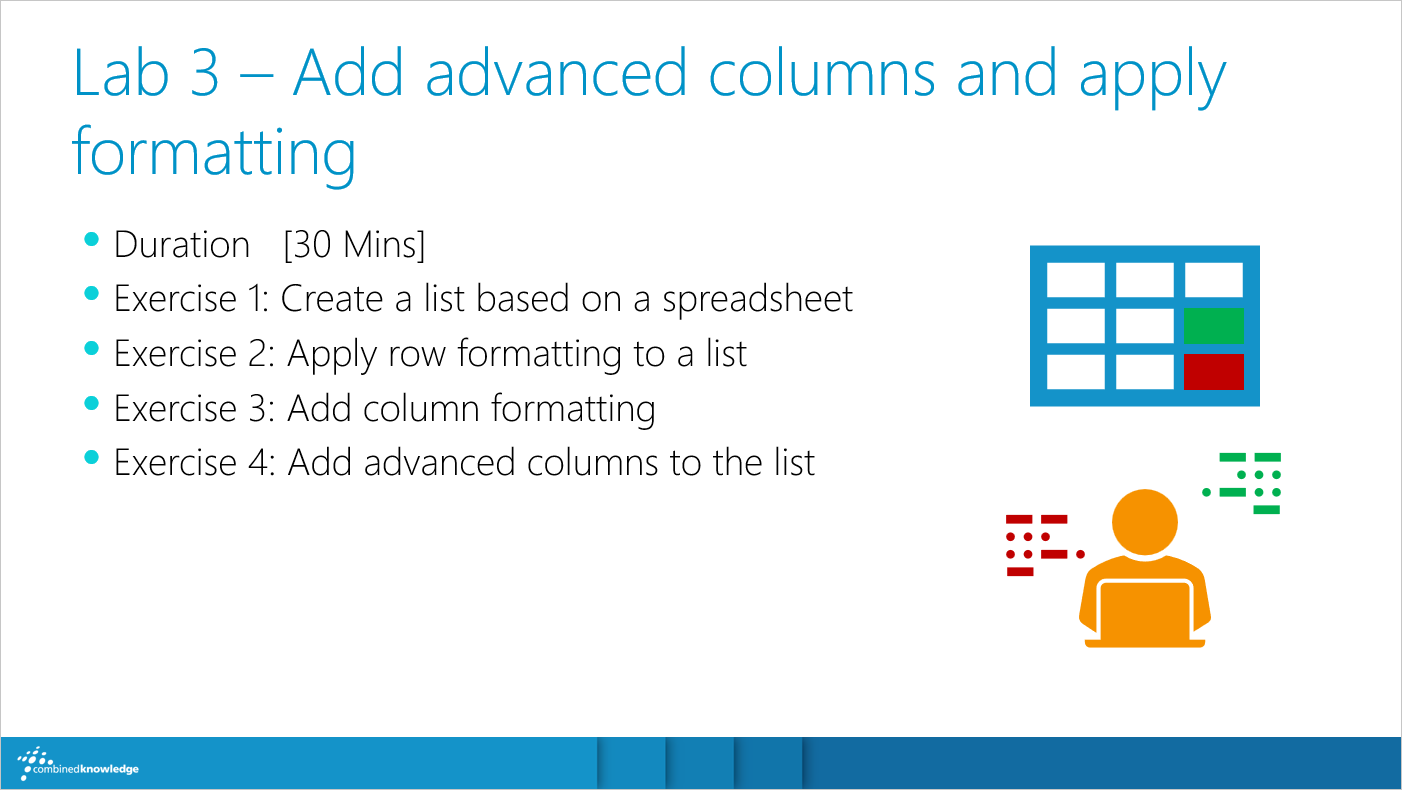 Lab 3 – Add advanced columns and apply
formatting
Duration [30 Mins]
Exercise 1: Create a list based on a spreadsheet
Exercise 2: Apply row formatting to a list
Exercise 3: Add column formatting
Exercise 4: Add advanced columns to the list
combinedknowledge